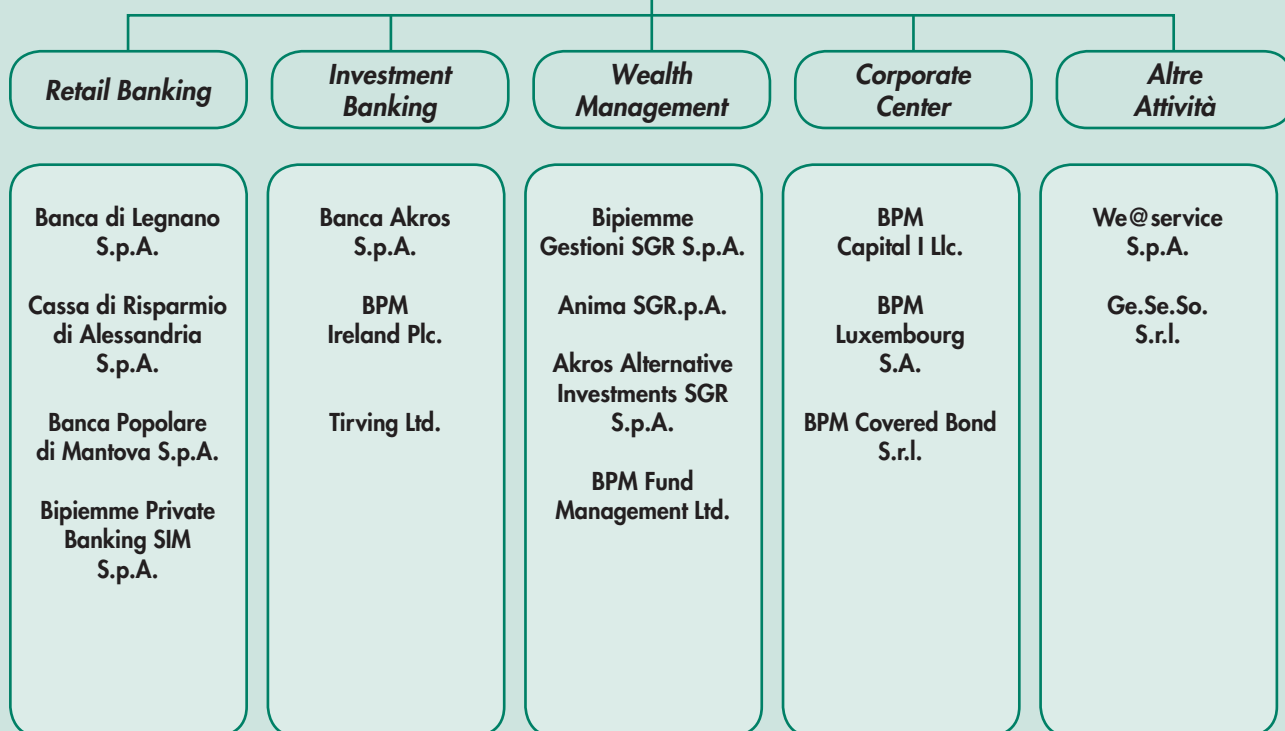 Retail Banking
Investment
Banking
Wealth
Management
Corporate
Center
Altre
Attività
Banca di Legnano
S.p.A.
Cassa di Risparmio
di Alessandria
S.p.A.
Banca Popolare
di Mantova S.p.A.
Bipiemme Private
Banking SIM
S.p.A.
Banca Akros
S.p.A.
BPM
Ireland Plc.
Tirving Ltd.
Bipiemme
Gestioni SGR S.p.A.
Anima SGR.p.A.
Akros Alternative
Investments SGR
S.p.A.
BPM Fund
Management Ltd.
BPM
Capital I Llc.
BPM
Luxembourg
S.A.
BPM Covered Bond
S.r.l.
We@service
S.p.A.
Ge.Se.So.
S.r.l.